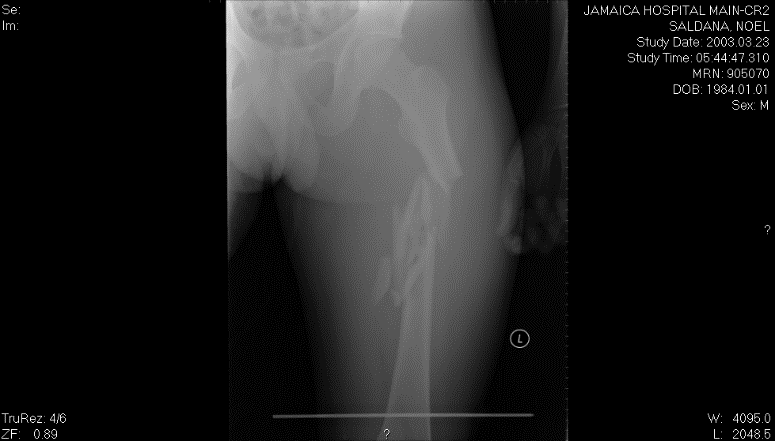 Se:
Im:
JAMAICA HOSPITAL MAIN-CR2
SALDANA, NOEL
Study Date: 2003.03.23
Study Time: 05:44:47.310
MRN: 905070
DOB: 1984.01.01
Sex: M
?
L
TruRez: 4/6
ZF: 0.89
?
W: 4095.0
L: 2048.5